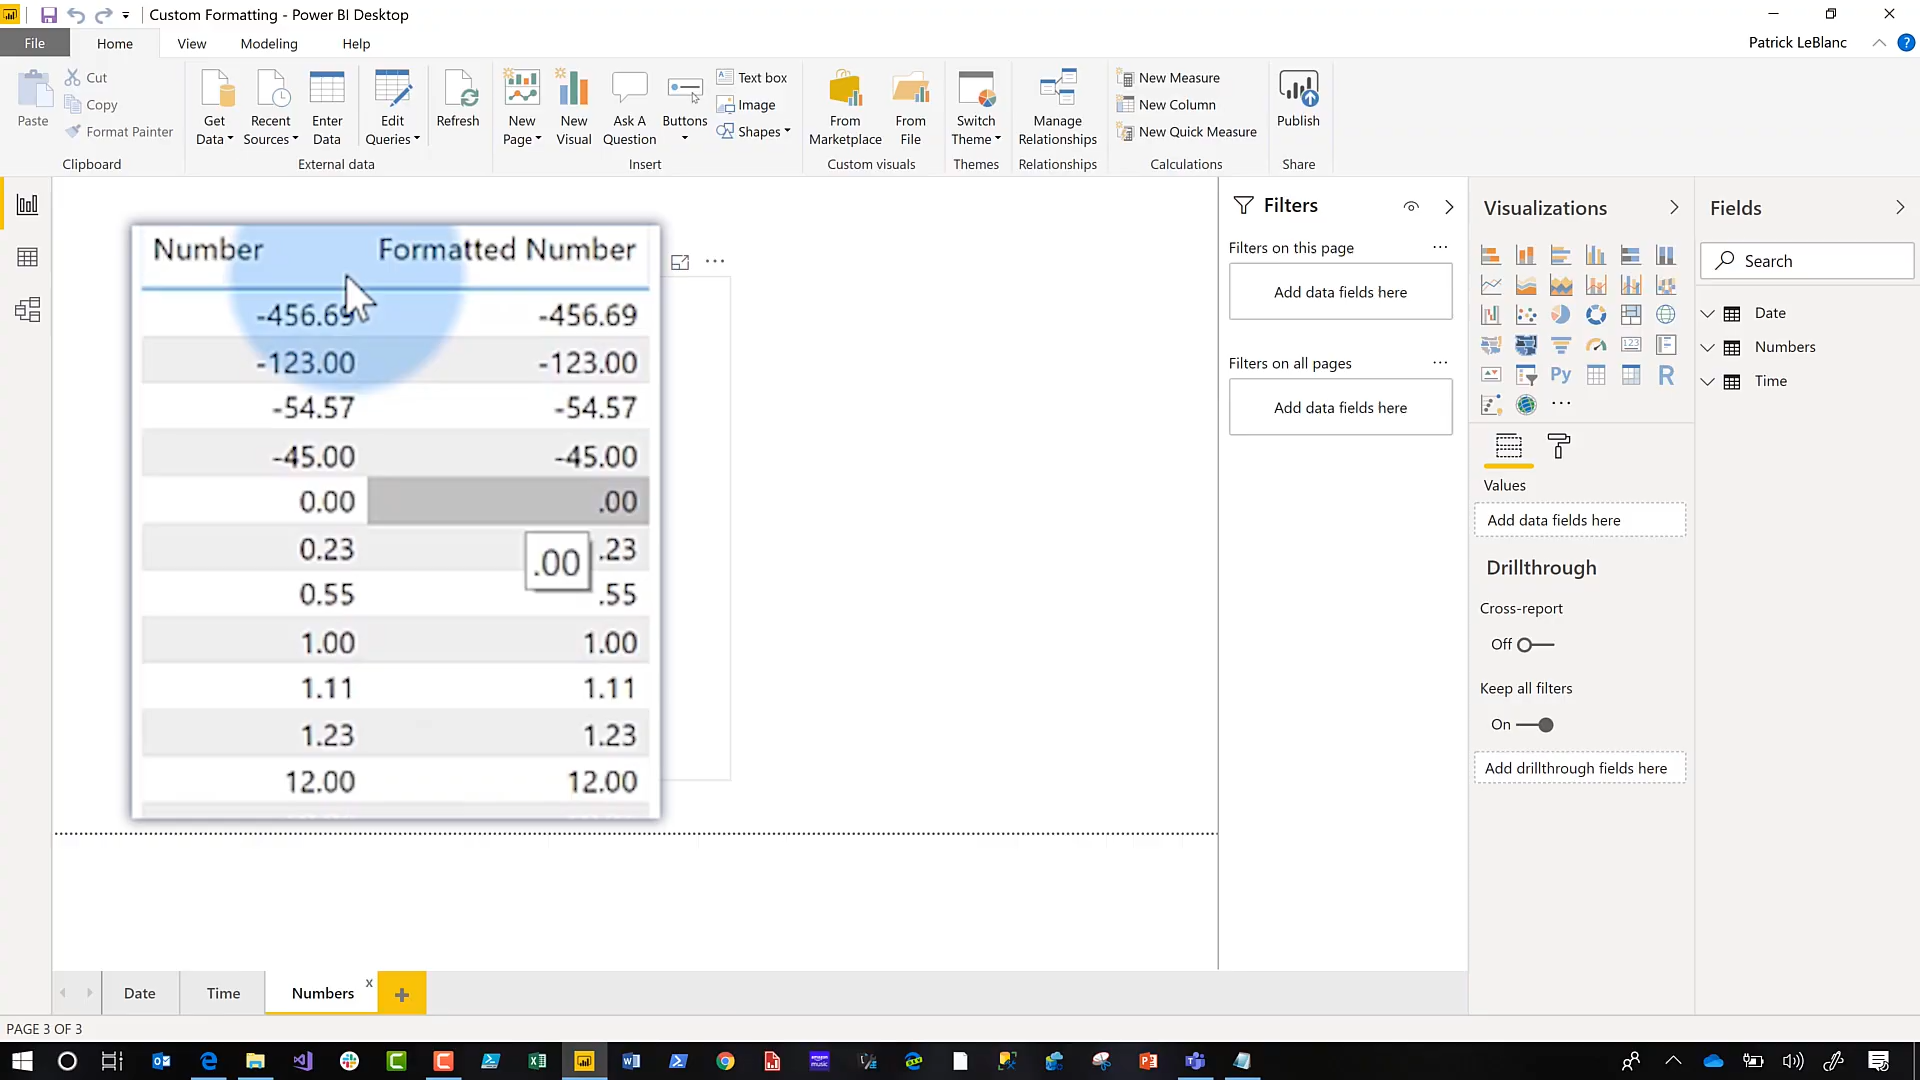 Custom Formatting - Power BI Desktop
File Home View Modeling Help
Patrick LeBlanc
Paste
Cut
Copy
Format Painter
Clipboard
Get Data
Recent Sources
Enter Data
Edit Queries
Refresh
External data
New Page
New Visual
Ask A Question
Buttons
Text box
Image
Shapes
Insert
From Marketplace
From File
Custom visuals
Switch Theme
Themes
Manage Relationships
Relationships
New Measure
New Column
New Quick Measure
Calculations
Publish
Share
Number Formatted Number
-456.69 -456.69
-123.00 -123.00
-54.57 -54.57
-45.00 -45.00
0.00 .00
0.23 .23
.00
0.55 .55
1.00 1.00
1.11 1.11
1.23 1.23
12.00 12.00
Filters
Filters on this page
Add data fields here
Filters on all pages
Add data fields here
Visualizations
123
Py
R
Values
Add data fields here
Drillthrough
Cross-report
Off
Keep all filters
On
Add drillthrough fields here
Fields
Search
Date
Numbers
Time
Date Time Numbers x
PAGE 3 OF 3